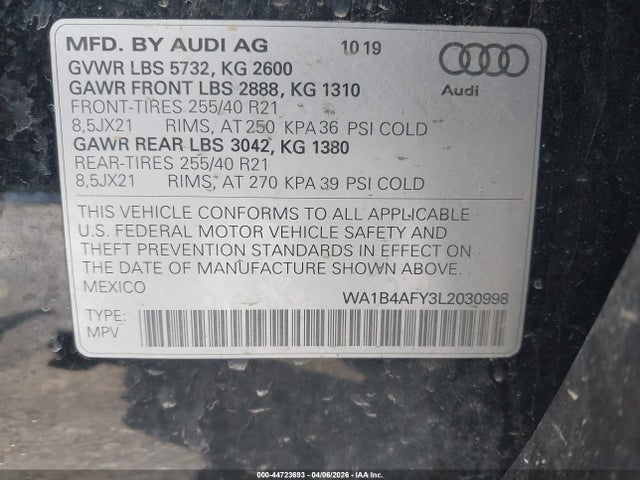 MFD. BY AUDI AG 10 19
GVWR LBS 5732, KG 2600
GAWR FRONT LBS 2888, KG 1310
FRONT-TIRES 255/40 R21
8,5JX21 RIMS, AT 250 KPA 36 PSI COLD
GAWR REAR LBS 3042, KG 1380
REAR-TIRES 255/40 R21
8,5JX21 RIMS, AT 270 KPA 39 PSI COLD
Audi
THIS VEHICLE CONFORMS TO ALL APPLICABLE
U.S. FEDERAL MOTOR VEHICLE SAFETY AND
THEFT PREVENTION STANDARDS IN EFFECT ON
THE DATE OF MANUFACTURE SHOWN ABOVE.
MEXICO WA1B4AFY3L2030998
TYPE:
MPV
000-44723693 - 04/06/2026 - IAA Inc.